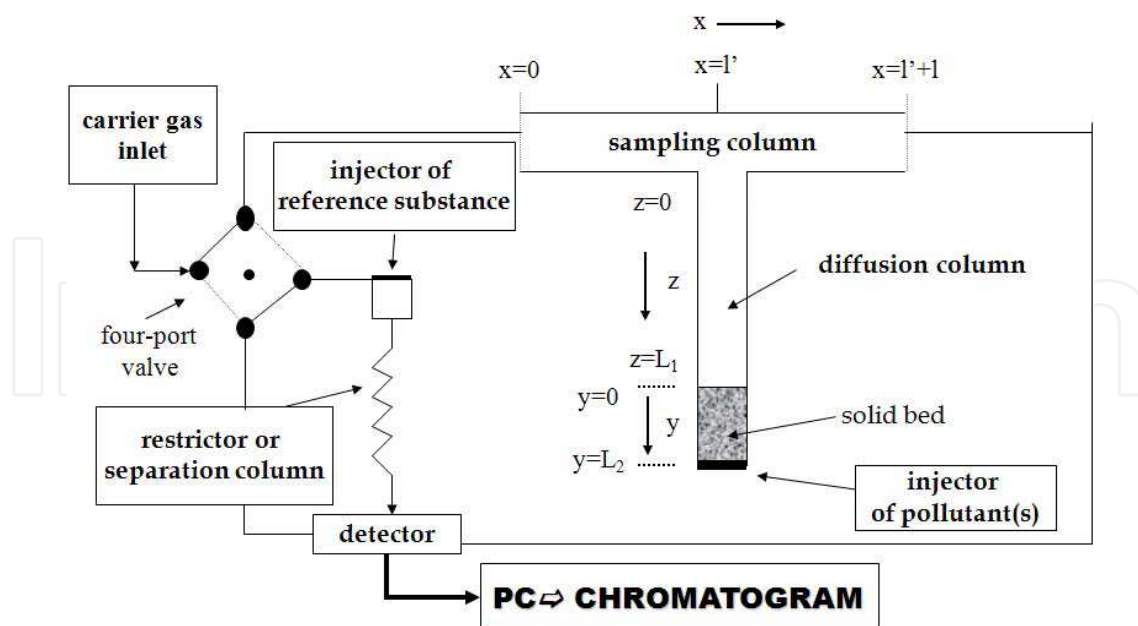 x
x=0
x=l'
x=l'+l
carrier gas
inlet
sampling column
injector of
reference substance
z=0
z
diffusion column
four-port
valve
z=L₁
y=0
y
solid bed
restrictor or
separation column
y=L₂
injector
of pollutant(s)
detector
PC⇨ CHROMATOGRAM